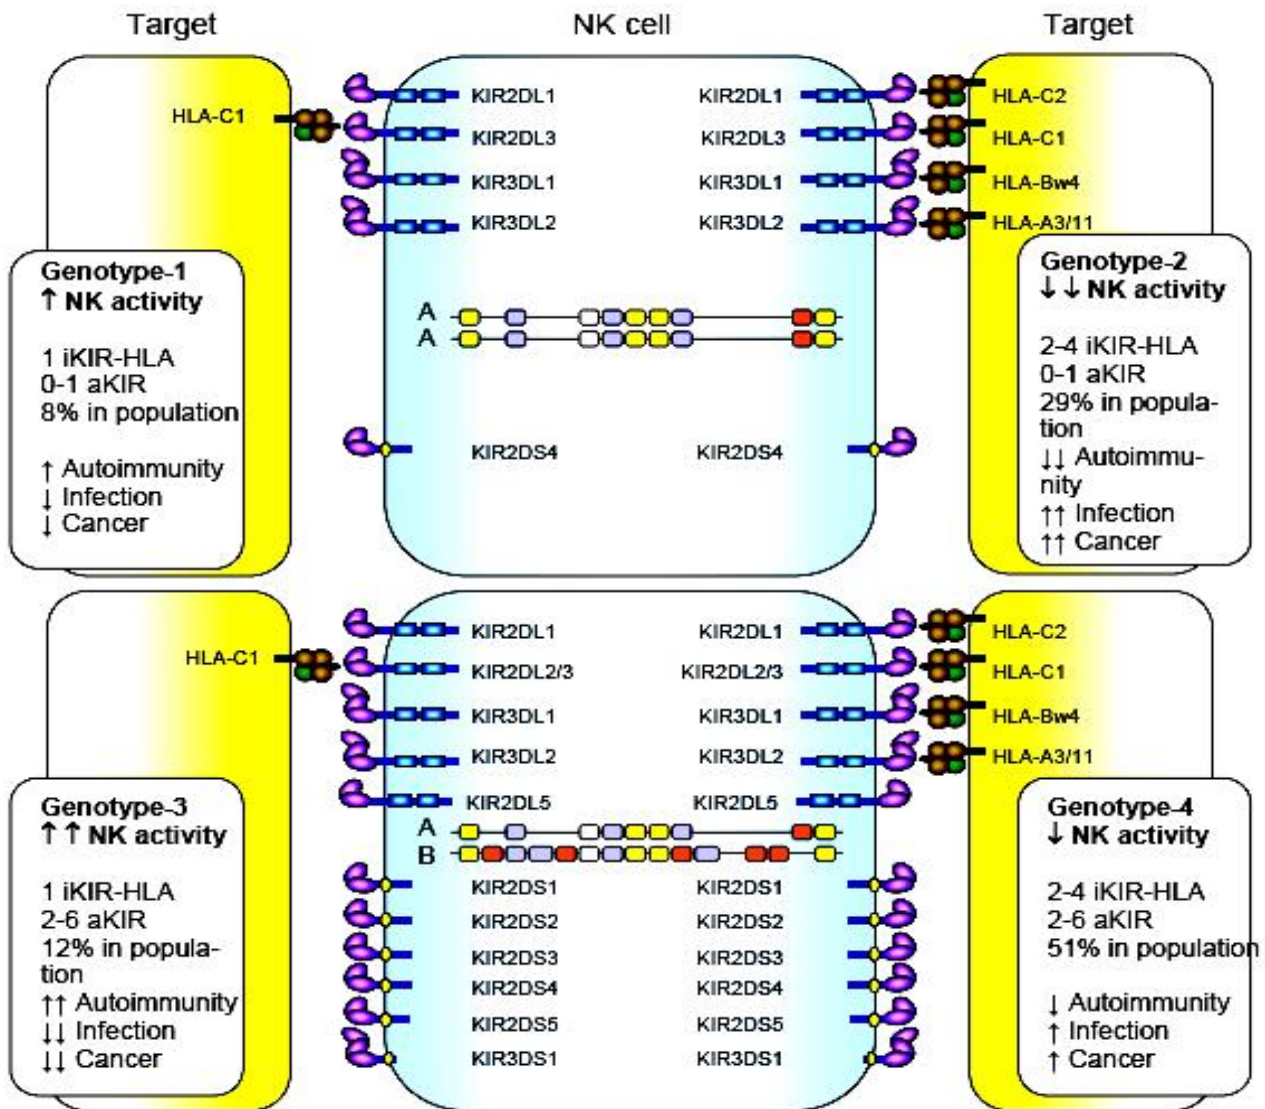 Target
NK cell
Target
HLA-C1
KIR2DL1
KIR2DL3
KIR3DL1
KIR3DL2
KIR2DL1
KIR2DL3
KIR3DL1
KIR3DL2
HLA-C2
HLA-C1
HLA-Bw4
HLA-A3/11
Genotype-1
↑ NK activity
1 iKIR-HLA
0-1 aKIR
8% in population
↑ Autoimmunity
↓ Infection
↓ Cancer
A
A
KIR2DS4
KIR2DS4
Genotype-2
↓ ↓ NK activity
2-4 iKIR-HLA
0-1 aKIR
29% in popula-
tion
↓↓ Autoimmu-
nity
↑↑ Infection
↑↑ Cancer
HLA-C1
KIR2DL1
KIR2DL2/3
KIR3DL1
KIR3DL2
KIR2DL5
KIR2DL1
KIR2DL2/3
KIR3DL1
KIR3DL2
KIR2DL5
HLA-C2
HLA-C1
HLA-Bw4
HLA-A3/11
Genotype-3
↑ ↑ NK activity
1 iKIR-HLA
2-6 aKIR
12% in popula-
tion
↑↑ Autoimmunity
↓↓ Infection
↓↓ Cancer
A
B
KIR2DS1
KIR2DS2
KIR2DS3
KIR2DS4
KIR2DS5
KIR3DS1
KIR2DS1
KIR2DS2
KIR2DS3
KIR2DS4
KIR2DS5
KIR3DS1
Genotype-4
↓ NK activity
2-4 iKIR-HLA
2-6 aKIR
51% in population
↓ Autoimmunity
↑ Infection
↑ Cancer